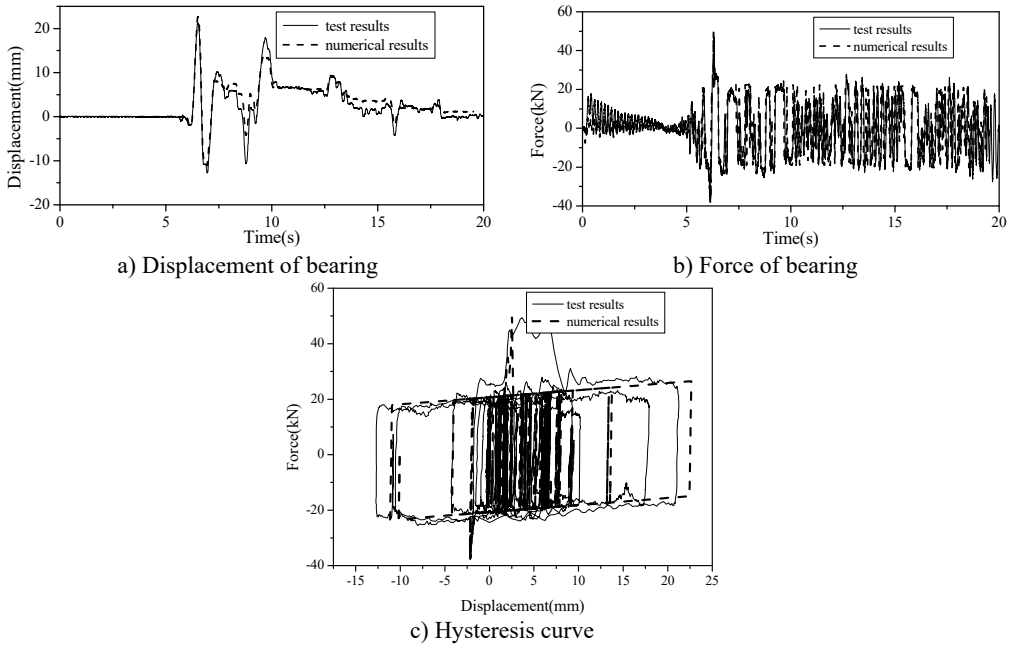 test results
numerical results
20
10
0
-10
-20
0
5
10
15
20
Displacement(mm)
Time(s)
a) Displacement of bearing
test results
numerical results
60
40
20
0
-20
-40
0
5
10
15
20
Force(kN)
Time(s)
b) Force of bearing
test results
numerical results
60
40
20
0
-20
-40
-15
-10
-5
0
5
10
15
20
25
Force(kN)
Displacement(mm)
c) Hysteresis curve